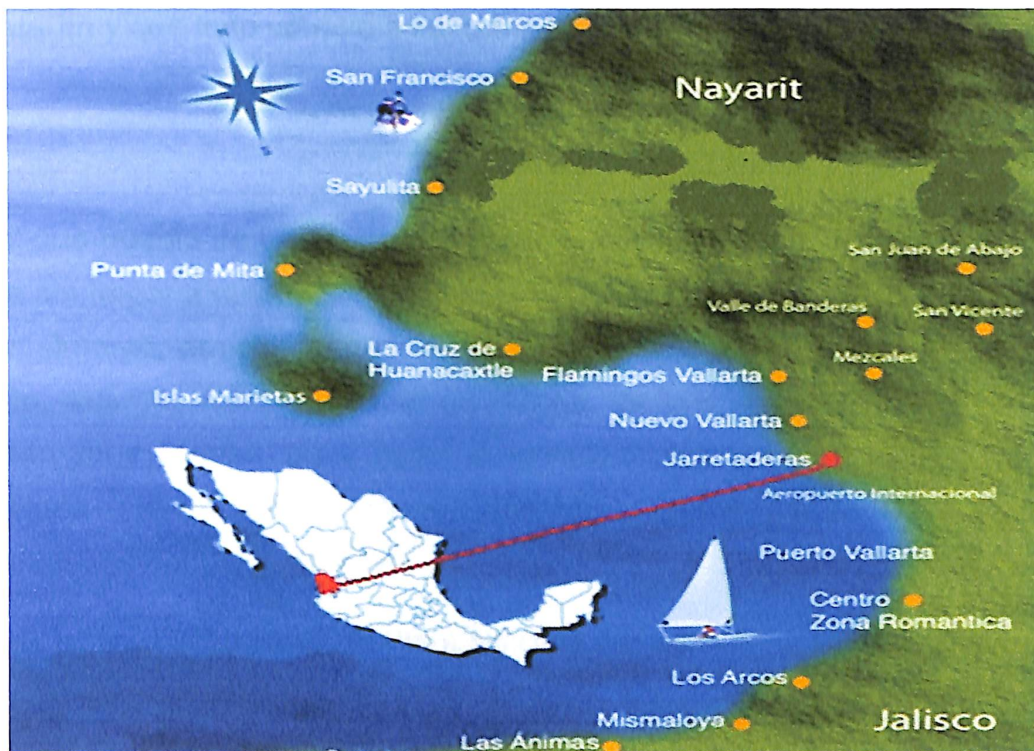 Lo de Marcos
San Francisco
Nayarit
Sayulita
San Juan de Abajo
Punta de Mita
Valle de Banderas
San Vicente
La Cruz de
Huanacaxtle
Mezcales
Flamingos Vallarta
Islas Marietas
Nuevo Vallarta
Jarretaderas
Aeropuerto Internacional
Puerto Vallarta
Centro
Zona Romantica
Los Arcos
Mismaloya
Jalisco
Las Ánimas